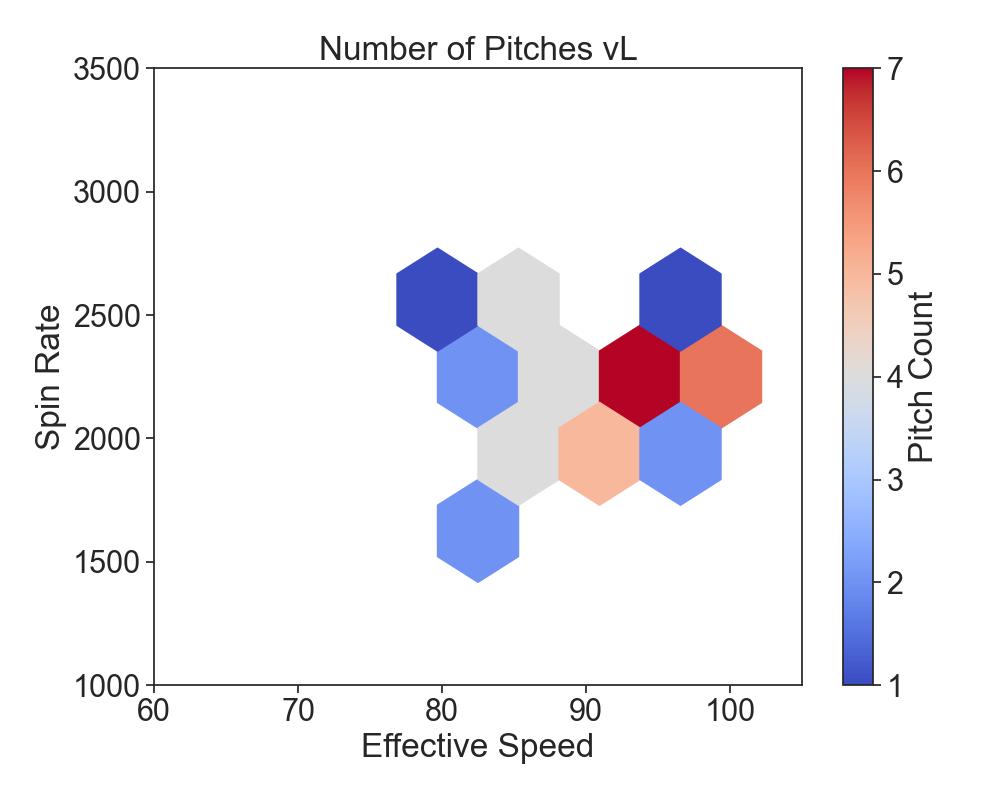 Number of Pitches vL
3500
3000
2500
2000
1500
1000
Spin Rate
60 70 80 90 100
Effective Speed
7
6
5
4
3
2
1
Pitch Count